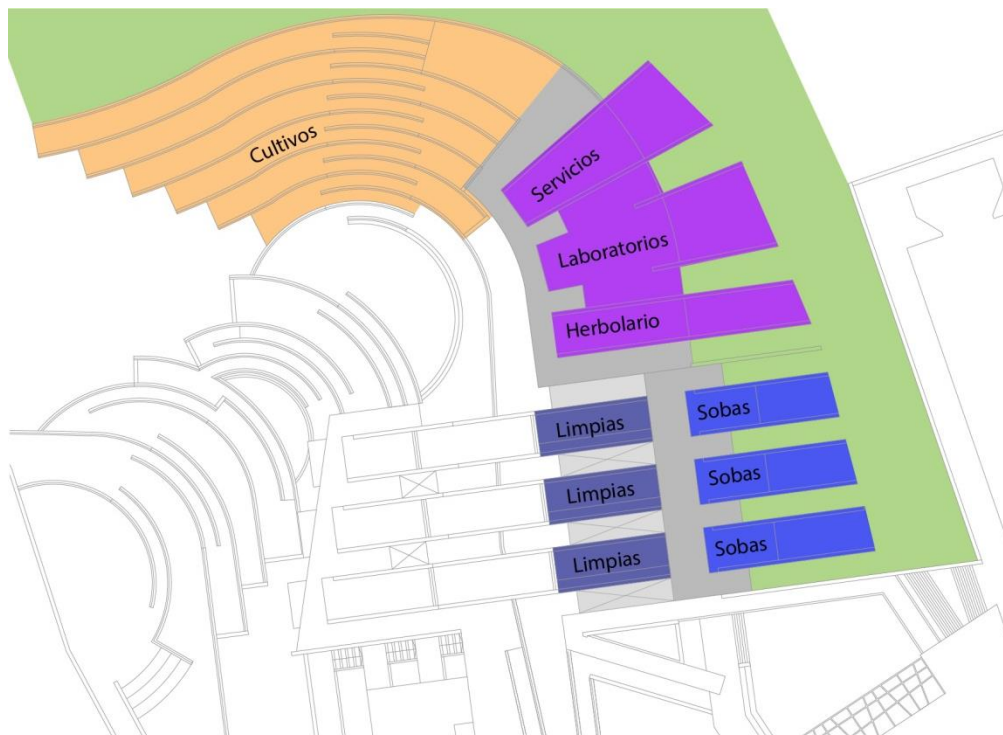 Cultivos
Servicios
Laboratorios
Herbolario
Limpias
Sobas
Limpias
Sobas
Limpias
Sobas